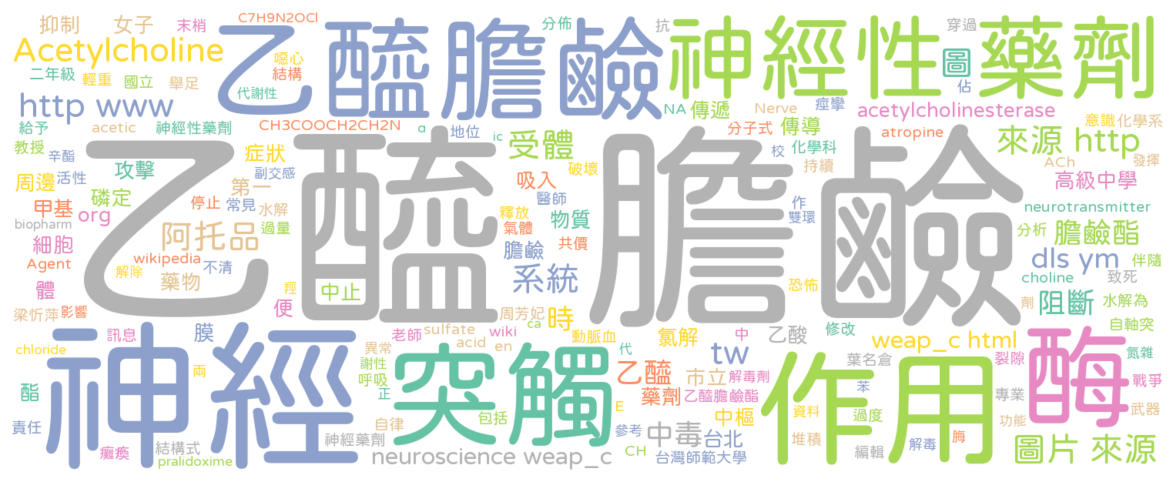 抑制 女子 末梢 C7H9N2OCl 分佈 抗 穿過
Acetylcholine 乙醯膽鹼 神經性 圖 藥劑
二年級 輕重 國立 舉足 噁心 結構 代謝性 佔
http www NA 傳遞 Nerve 痙攣 acetylcholinesterase
給予 acetic 神經性藥劑 CH3COOCH2CH2N α 地位 ic 受體 分子式 傳導 atropine 意識 化學系
教授 辛酯 活性 攻擊 症狀 副交感 校 化學科 來源 http
乙醯膽鹼
周邊 磷定 第一 吸入 破壞 持續 ACh 發揮 高級中學
甲基 org 停止 常見 水解 過量 醫師 釋放 物質 作 雙環 neurotransmitter
biopharm 細胞 阿托品 氣體 共價 膽鹼 分析 膽鹼酯
Agent wikipedia 解除 不清 藥物 系統 恐怖 dls ym 伴隨
體 中止 choline 致死
梁忻萍 影響 羥 便 周芳妃 時 劑 阻斷 水解為
訊息 膜 老師 sulfate wiki ca 動脈血 氯解 中 乙酸 修改 weap_c html 自軸突
chloride 神經 異常 acid en 代 tw 葉名倉 裂隙 酶 氮雜
兩 謝性 呼吸 突觸 乙醯 市立 解毒劑 苯 作用 戰爭
酯 正 藥劑 乙醯膽鹼酯 專業 武器
責任 自律 包括 E 中樞 資料 過度 功能
神經藥劑 參考 中毒 台北 堆積 解毒 脢
癱瘓 結構式 CH 編輯 圖片 來源
pralidoxime neuroscience weap_c 台灣師範大學